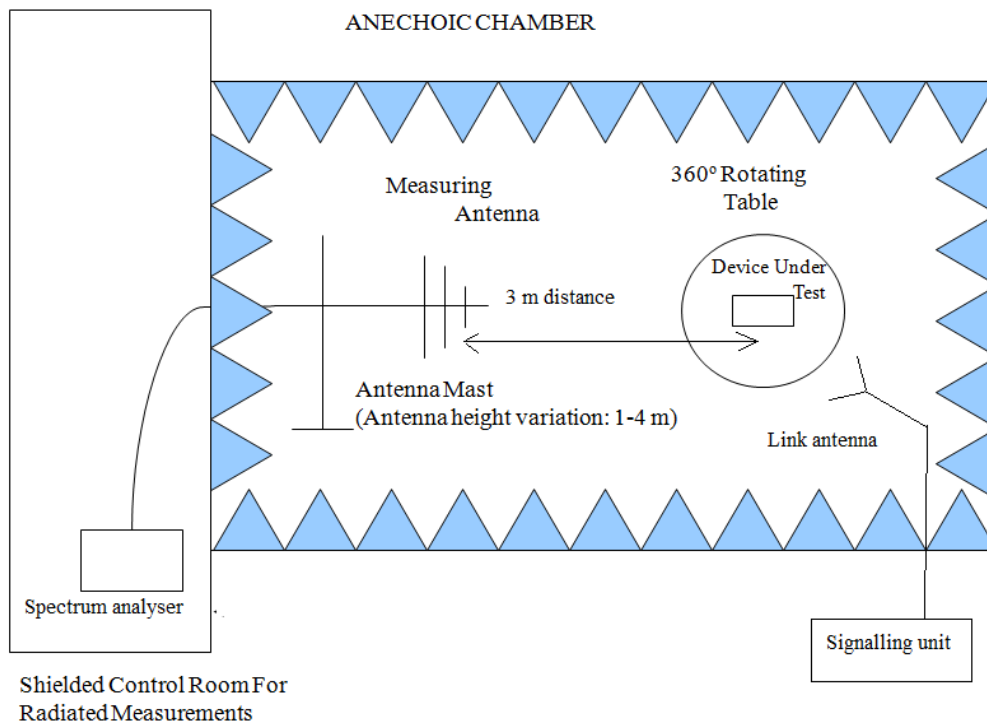 ANECHOIC CHAMBER
Measuring
Antenna
360° Rotating
Table
Device Under
Test
3 m distance
Antenna Mast
(Antenna height variation: 1-4 m)
Link antenna
Spectrum analyser
Signalling unit
Shielded Control Room For
Radiated Measurements